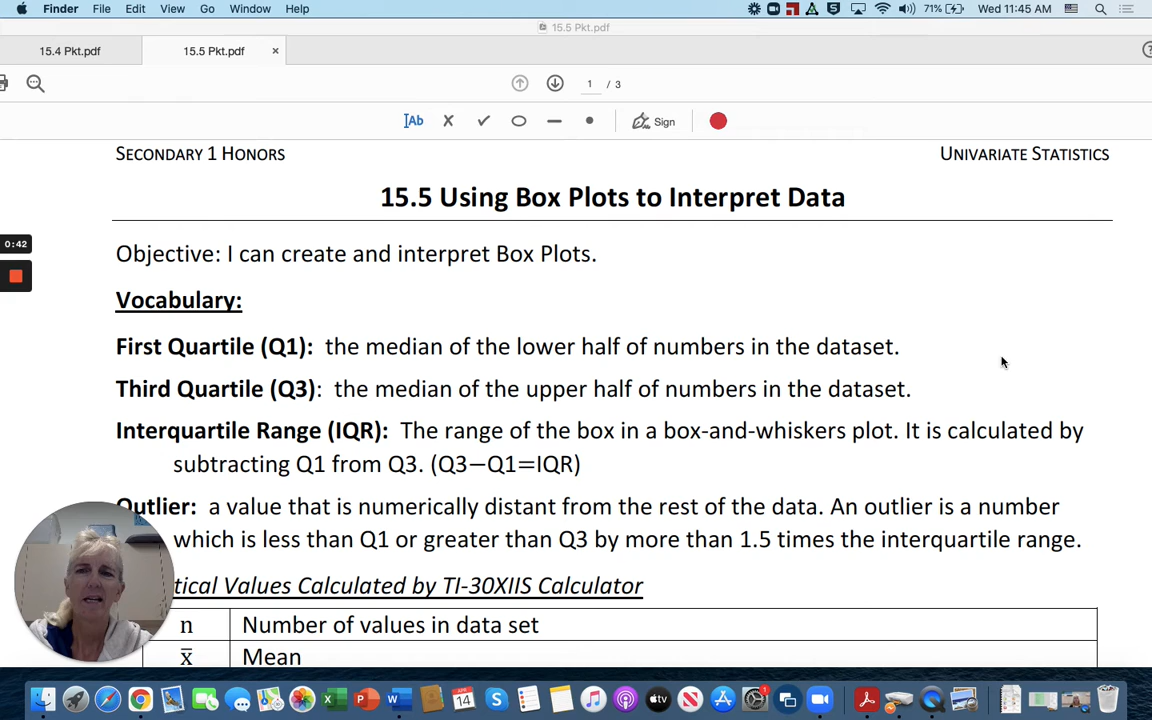 Finder File Edit View Go Window Help 71% Wed 11:45 AM
15.5 Pkt.pdf
15.4 Pkt.pdf 15.5 Pkt.pdf ×
1 / 3
Ab Sign
SECONDARY 1 HONORS UNIVARIATE STATISTICS
15.5 Using Box Plots to Interpret Data
0:42
Objective: I can create and interpret Box Plots.
Vocabulary:
First Quartile (Q1): the median of the lower half of numbers in the dataset.
Third Quartile (Q3): the median of the upper half of numbers in the dataset.
Interquartile Range (IQR): The range of the box in a box-and-whiskers plot. It is calculated by
subtracting Q1 from Q3. (Q3−Q1=IQR)
Outlier: a value that is numerically distant from the rest of the data. An outlier is a number
which is less than Q1 or greater than Q3 by more than 1.5 times the interquartile range.
Values Calculated by TI-30XIIS Calculator
n Number of values in data set
x̅ Mean
APR 14